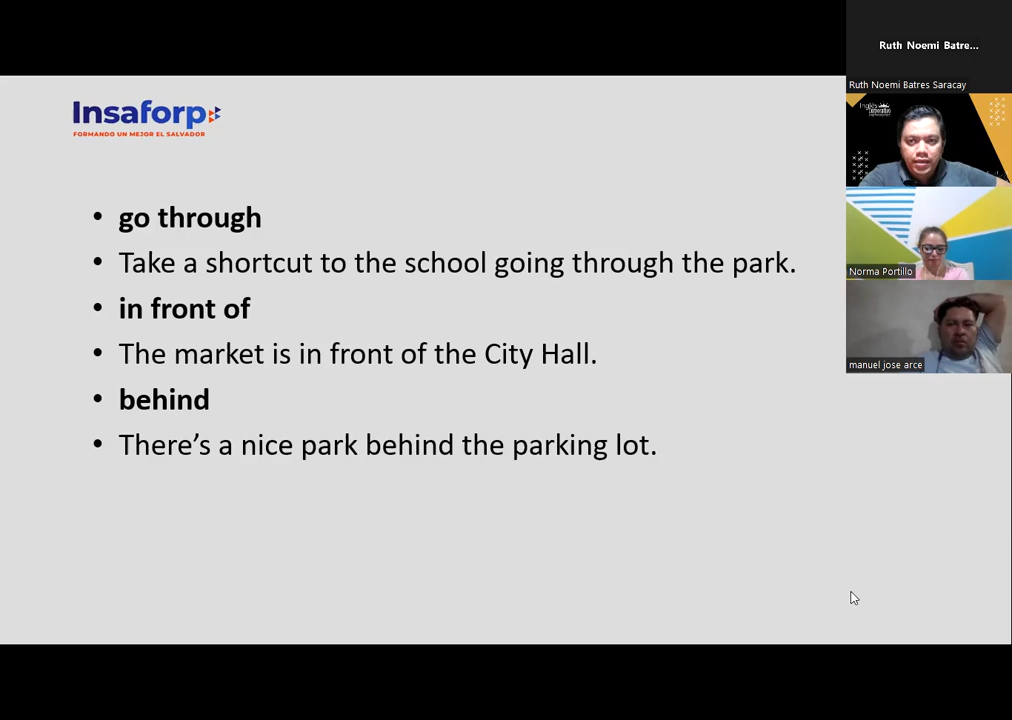 Insaforp
FORMANDO UN MEJOR EL SALVADOR
• go through
• Take a shortcut to the school going through the park.
• in front of
• The market is in front of the City Hall.
• behind
• There’s a nice park behind the parking lot.
Ruth Noemi Batre...
Ruth Noemi Batres Saracay
Inglés
Corporativo
Norma Portillo
manuel jose arce